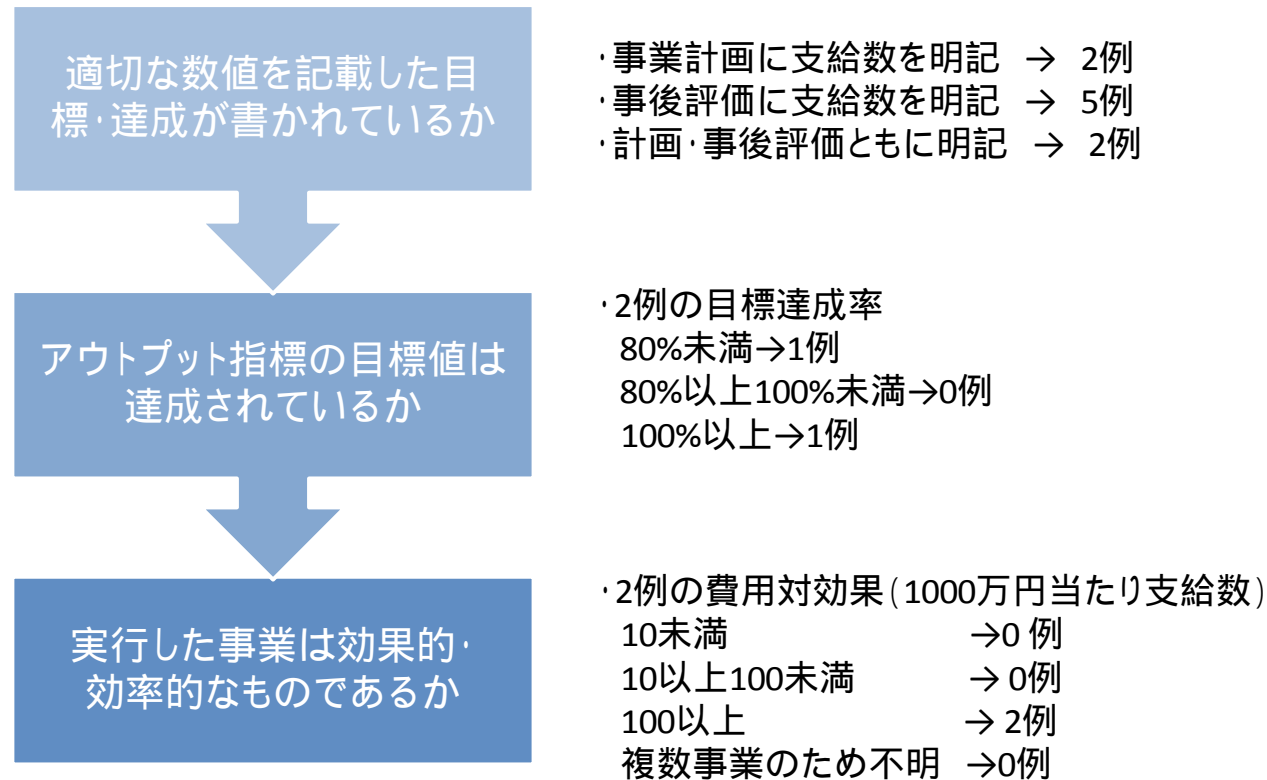 適切な数値を記載した目
標・達成が書かれているか
・事業計画に支給数を明記 → 2例
・事後評価に支給数を明記 → 5例
・計画・事後評価ともに明記 → 2例
アウトプット指標の目標値は
達成されているか
・2例の目標達成率
80%未満→1例
80%以上100%未満→0例
100%以上→1例
実行した事業は効果的・
効率的なものであるか
・2例の費用対効果(1000万円当たり支給数)
10未満 →0 例
10以上100未満 → 0例
100以上 → 2例
複数事業のため不明 →0例